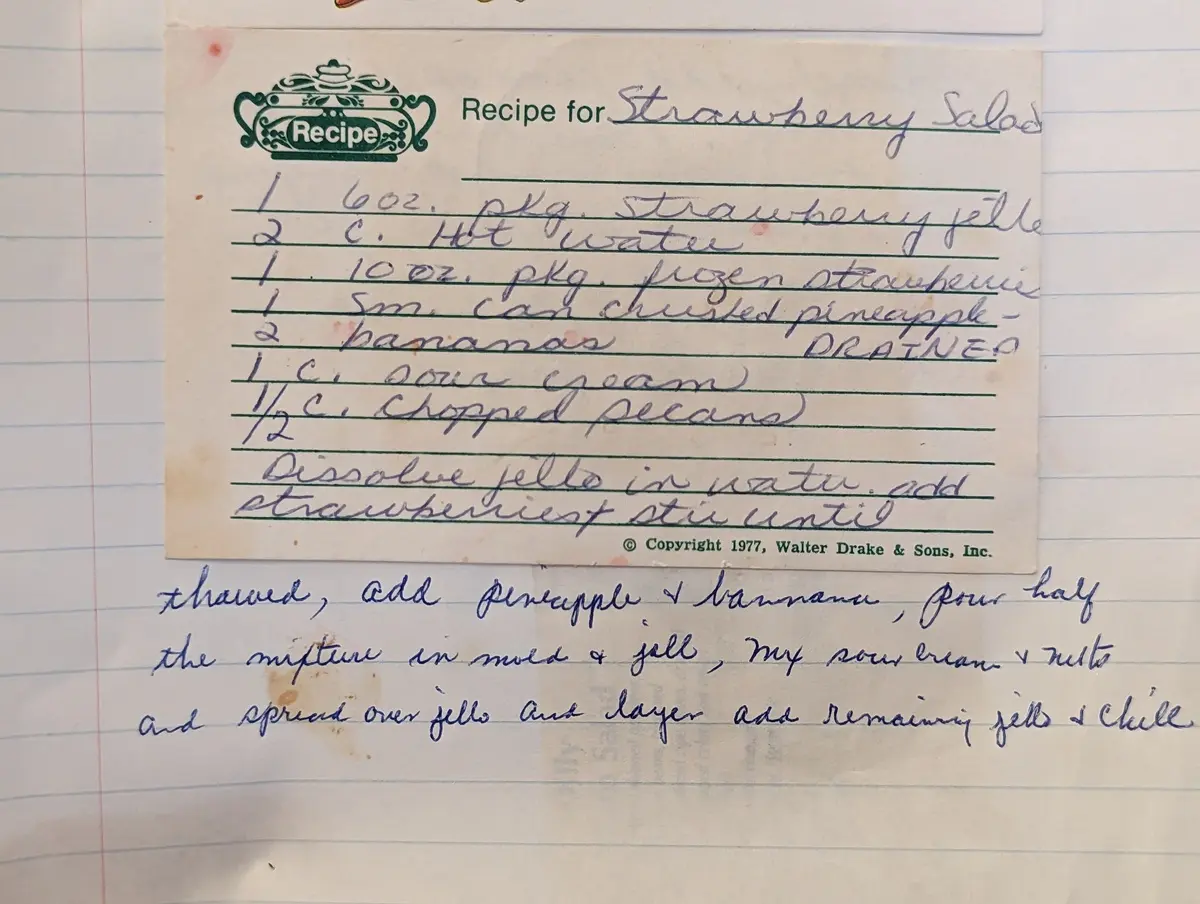 Recipe
Recipe for Strawberry Salad
1 6oz. pkg. strawberry jello
2 C. Hot water
1 10 oz. pkg. frozen strawberrie
1 sm. can crushed pineapple -
2 bananas DRAINED
1 C. sour cream
1/2 C. chopped pecans
Dissolve jello in water. add
strawberries & stir until
© Copyright 1977, Walter Drake & Sons, Inc.
thawed, add pineapple & bannana, pour half
the mixture in mold & jell, mix sour cream & nuts
and spread over jello and layer add remaining jello & chill